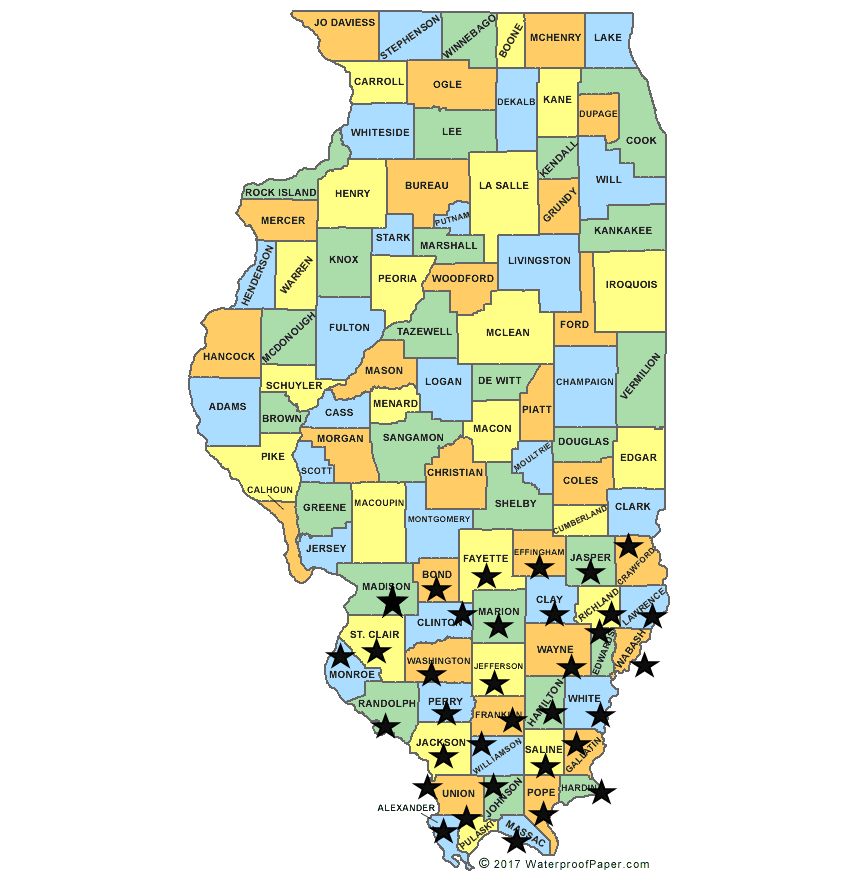 JO DAVIESS
STEPHENSON
WINNEBAGO
BOONE
MCHENRY
LAKE
CARROLL
OGLE
DEKALB
KANE
DUPAGE
COOK
WHITESIDE
LEE
KENDALL
WILL
ROCK ISLAND
HENRY
BUREAU
LA SALLE
GRUNDY
MERCER
PUTNAM
STARK
KANKAKEE
HENDERSON
WARREN
KNOX
MARSHALL
LIVINGSTON
PEORIA
WOODFORD
IROQUOIS
HANCOCK
MCDONOUGH
FULTON
TAZEWELL
MCLEAN
FORD
MASON
SCHUYLER
LOGAN
DE WITT
CHAMPAIGN
VERMILION
ADAMS
BROWN
CASS
MENARD
PIATT
MORGAN
SANGAMON
MACON
DOUGLAS
EDGAR
PIKE
SCOTT
CHRISTIAN
MOULTRIE
COLES
CALHOUN
GREENE
MACOUPIN
MONTGOMERY
SHELBY
CUMBERLAND
CLARK
JERSEY
FAYETTE
EFFINGHAM
JASPER
CRAWFORD
MADISON
BOND
CLINTON
MARION
CLAY
RICHLAND
LAWRENCE
ST. CLAIR
WASHINGTON
JEFFERSON
WAYNE
EDWARDS
WABASH
MONROE
RANDOLPH
PERRY
FRANKLIN
HAMILTON
WHITE
JACKSON
WILLIAMSON
SALINE
GALLATIN
UNION
JOHNSON
POPE
HARDIN
ALEXANDER
PULASKI
MASSAC
© 2017 WaterproofPaper.com